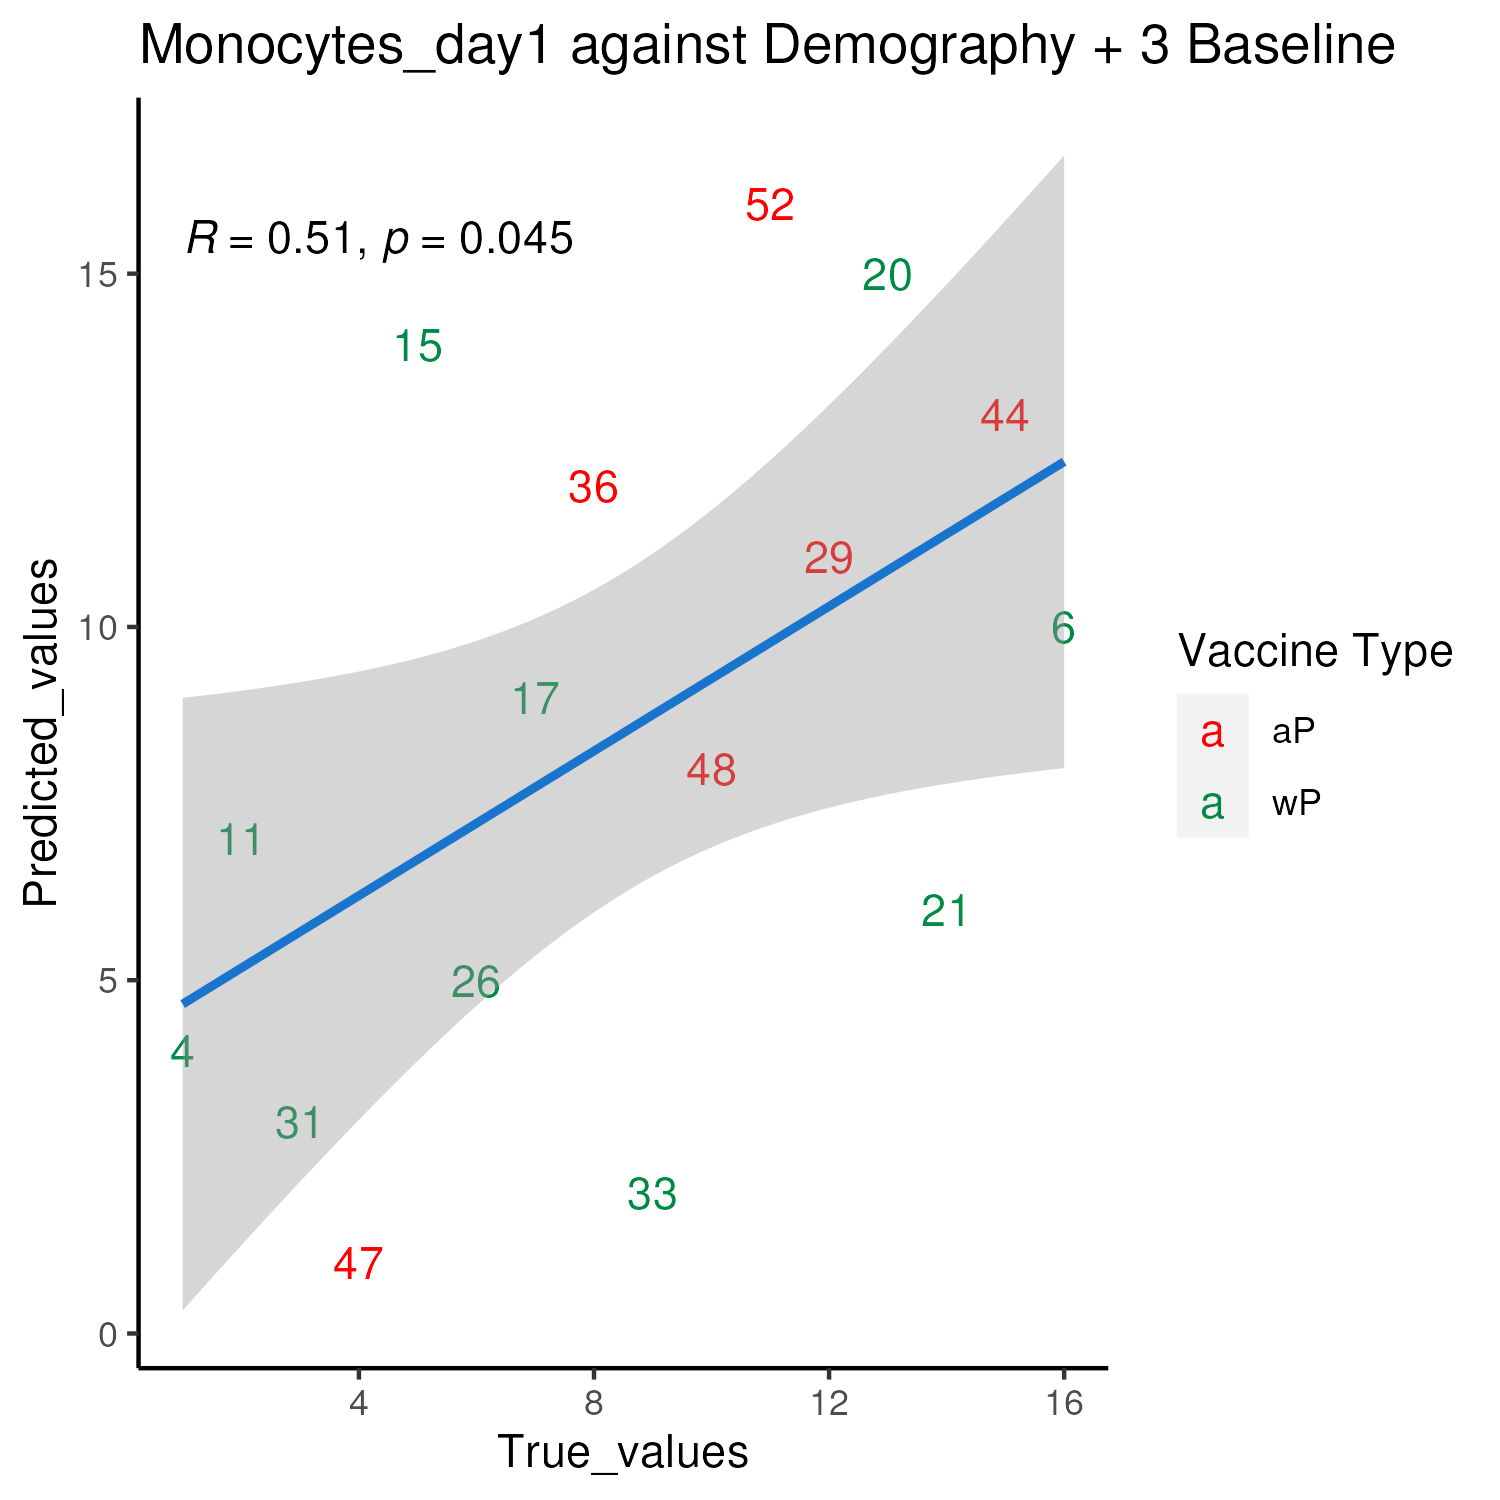 Monocytes_day1 against Demography + 3 Baseline
R = 0.51, p = 0.045
52
20
15
44
36
29
6
17
48
11
21
26
4
31
33
47
15
10
5
0
4 8 12 16
True_values
Predicted_values
Vaccine Type
a aP
a wP